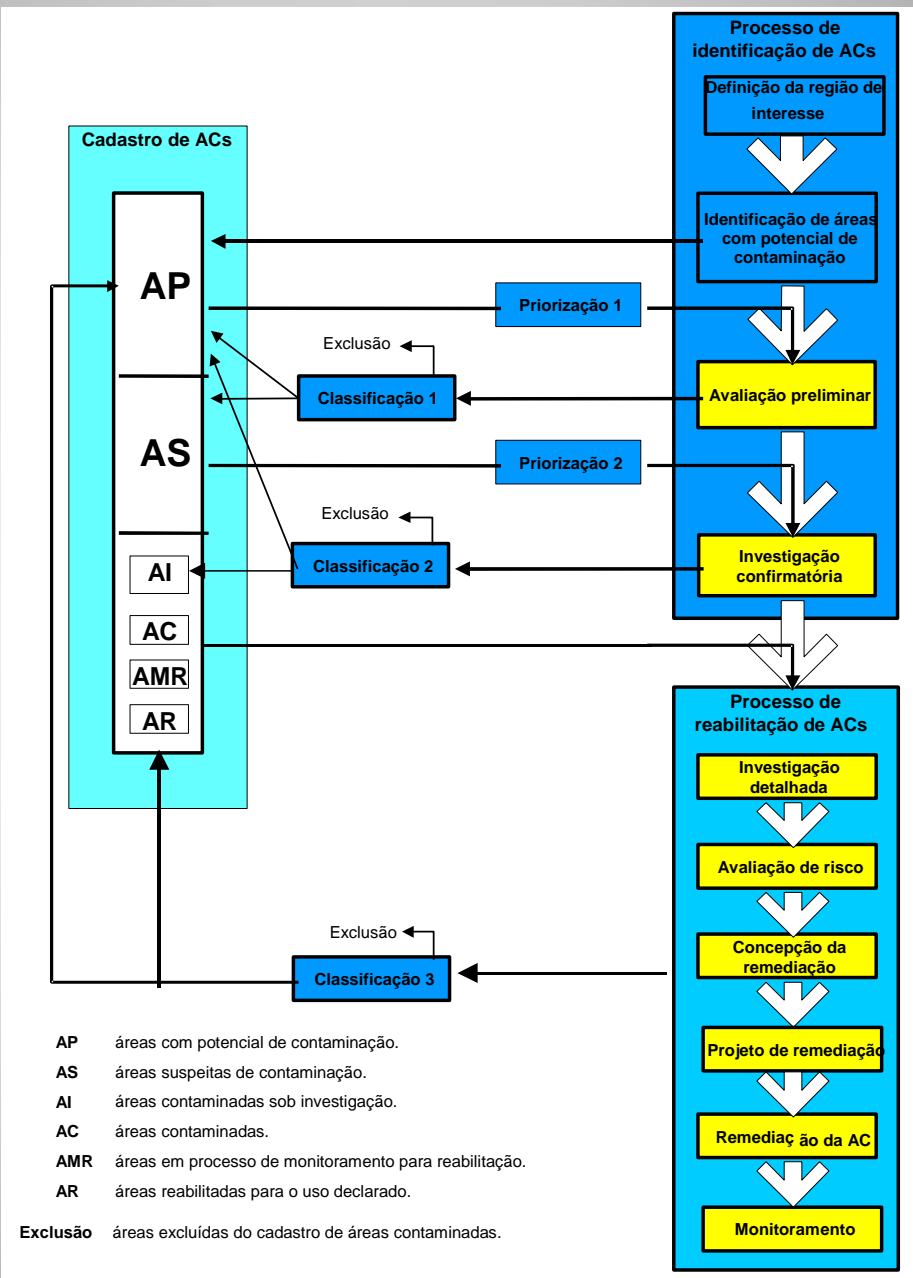 Processo de
identificação de ACs
Definição da região de
interesse
Cadastro de ACs
Identificação de áreas
com potencial de
contaminação
AP
Priorização 1
Exclusão
Classificação 1
Avaliação preliminar
AS
Priorização 2
Exclusão
Classificação 2
Investigação
confirmatória
AI
AC
AMR
AR
Processo de
reabilitação de ACs
Investigação
detalhada
Avaliação de risco
Concepção da
remediação
Exclusão
Classificação 3
Projeto de remediação
Remediaç ão da AC
Monitoramento
AP áreas com potencial de contaminação.
AS áreas suspeitas de contaminação.
AI áreas contaminadas sob investigação.
AC áreas contaminadas.
AMR áreas em processo de monitoramento para reabilitação.
AR áreas reabilitadas para o uso declarado.
Exclusão áreas excluídas do cadastro de áreas contaminadas.